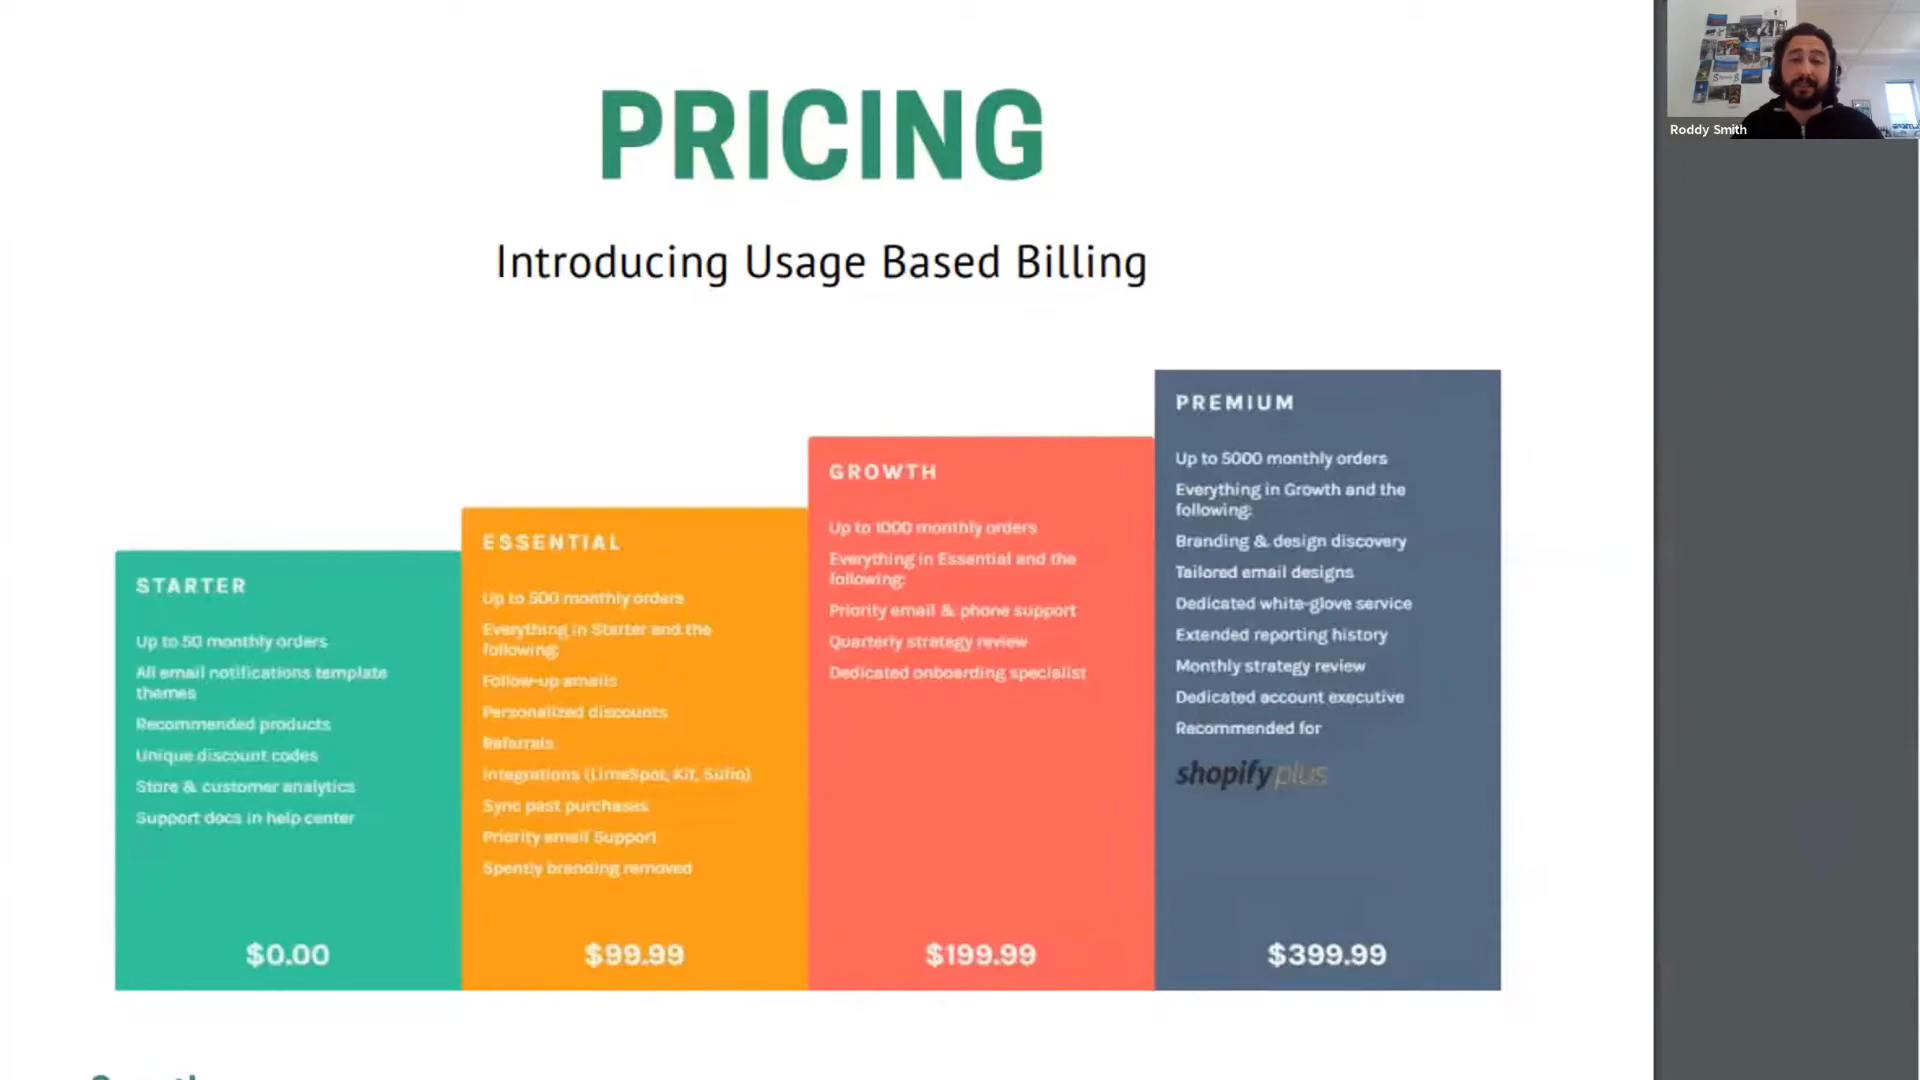 PRICING
Introducing Usage Based Billing
STARTER
Up to 50 monthly orders
All email notifications template
themes
Recommended products
Unique discount codes
Store & customer analytics
Support docs in help center
$0.00
ESSENTIAL
Up to 500 monthly orders
Everything in Starter and the
following:
Follow-up emails
Personalized discounts
Referrals
Integrations (LimeSpot, Kit, Sufio)
Sync past purchases
Priority email Support
Spently branding removed
$99.99
GROWTH
Up to 1000 monthly orders
Everything in Essential and the
following:
Priority email & phone support
Quarterly strategy review
Dedicated onboarding specialist
$199.99
PREMIUM
Up to 5000 monthly orders
Everything in Growth and the
following:
Branding & design discovery
Tailored email designs
Dedicated white-glove service
Extended reporting history
Monthly strategy review
Dedicated account executive
Recommended for
shopify plus
$399.99
Roddy Smith